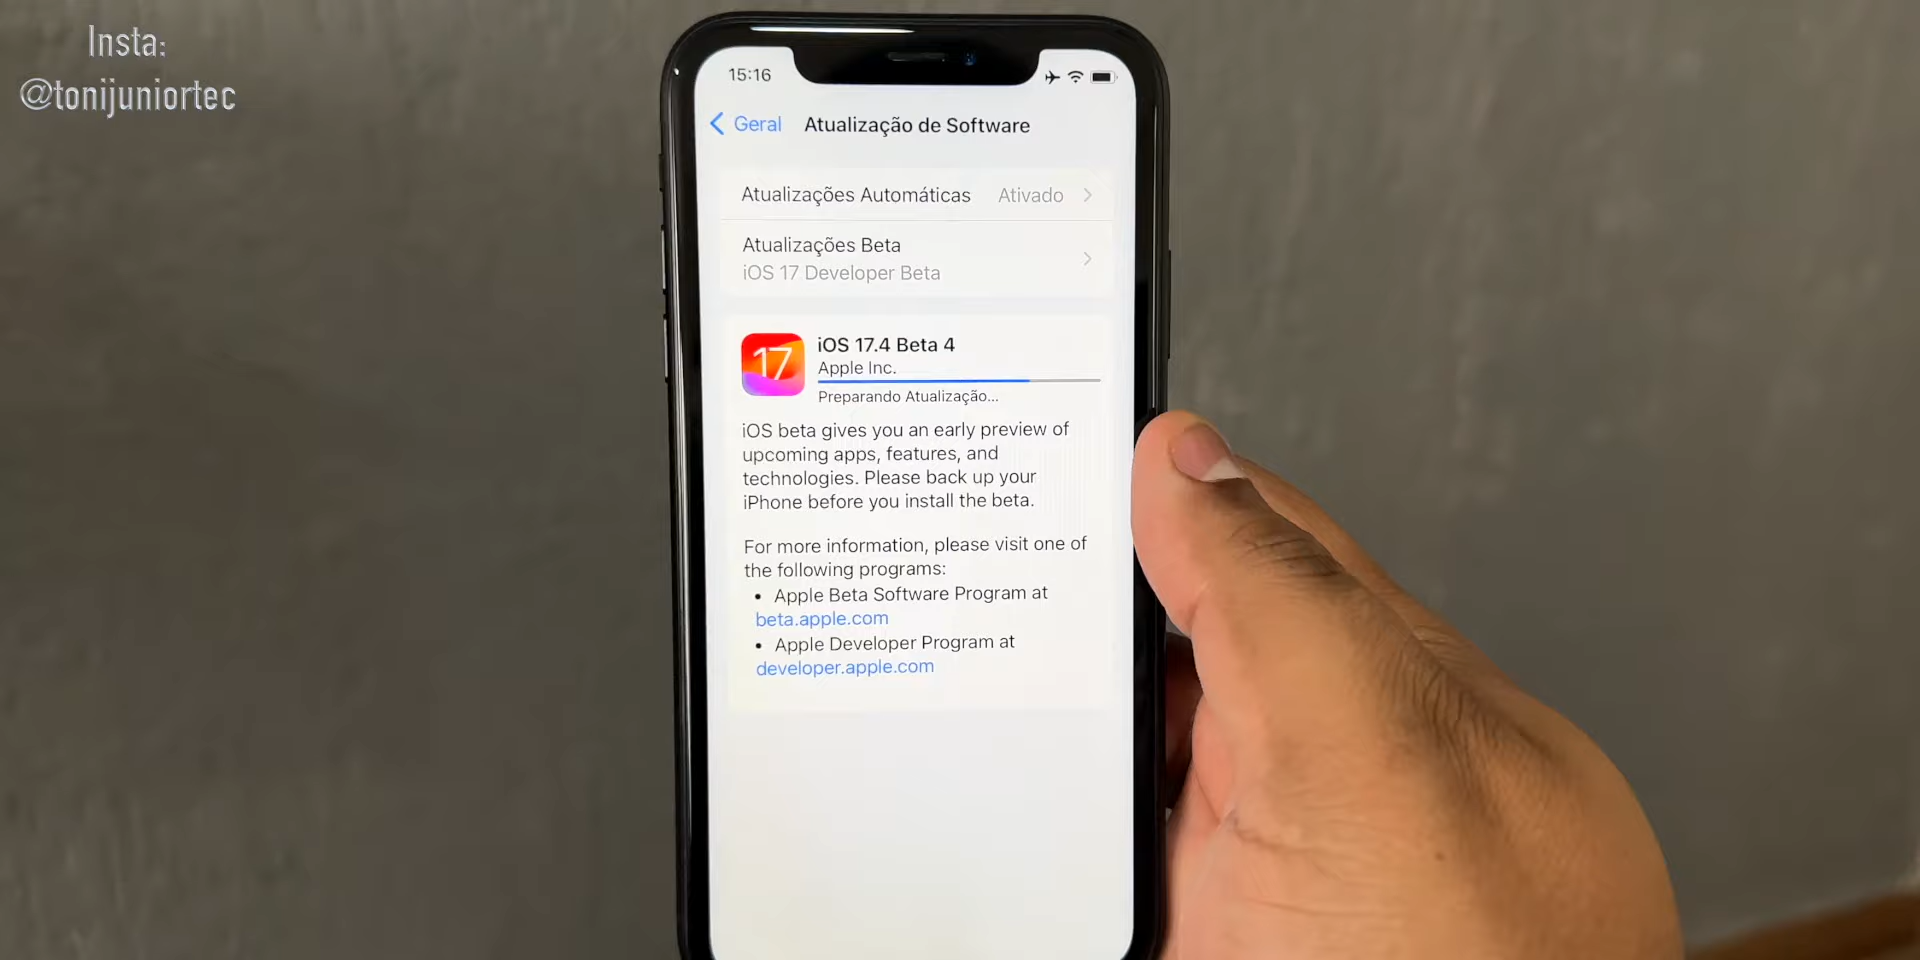 Insta:
@tonijuniortec
15:16
Geral Atualização de Software
Atualizações Automáticas Ativado
Atualizações Beta
iOS 17 Developer Beta
17
iOS 17.4 Beta 4
Apple Inc.
Preparando Atualização...
iOS beta gives you an early preview of
upcoming apps, features, and
technologies. Please back up your
iPhone before you install the beta.
For more information, please visit one of
the following programs:
• Apple Beta Software Program at
beta.apple.com
• Apple Developer Program at
developer.apple.com